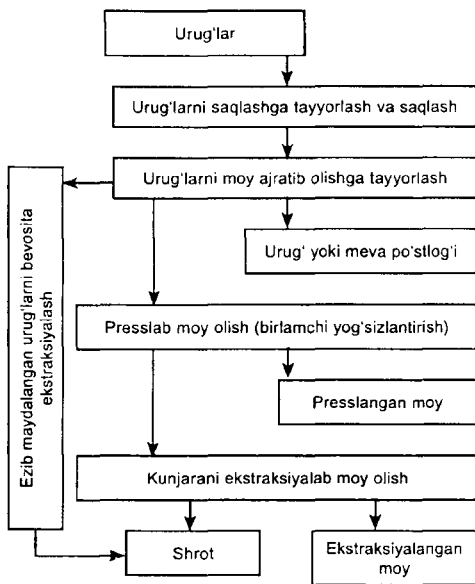 Urug'lar
Urug'larni saqlashga tayyorlash va saqlash
Urug'larni moy ajratib olishga tayyorlash
Urug' yoki meva po'stlog'i
Ezib maydalangan urug'larni bevosita
ekstraksiyalash
Presslab moy olish (birlamchi yog'sizlantirish)
Presslangan moy
Kunjarani ekstraksiyalab moy olish
Shrot
Ekstraksiyalangan
moy